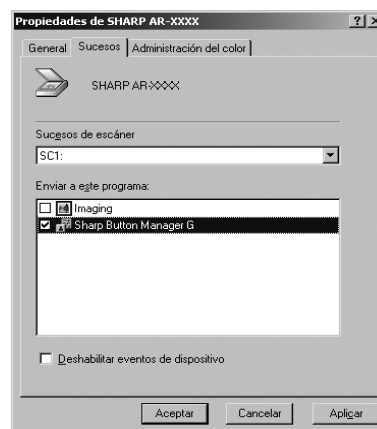 Propiedades de SHARP AR-XXXX
General Sucesos Administración del color
SHARP AR-XXXX
Sucesos de escáner
SC1:
Enviar a este programa:
Imaging
Sharp Button Manager G
Deshabilitar eventos de dispositivo
Aceptar Cancelar Aplicar